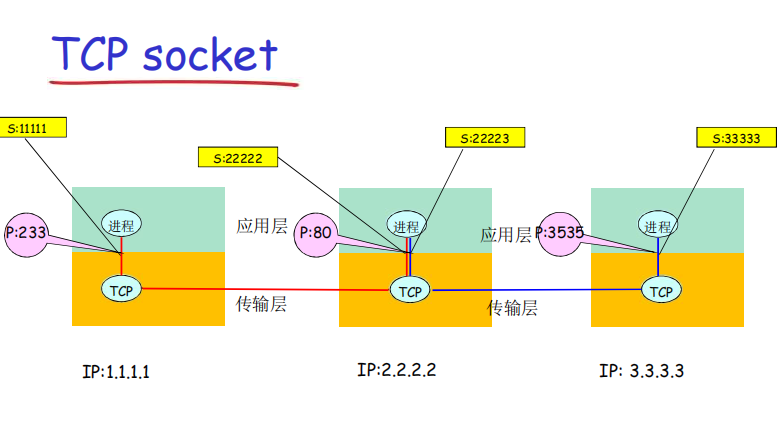 TCP socket
S:11111
S:22222
S:22223
S:33333
P:233
进程
应用层
P:80
进程
应用层
P:3535
进程
TCP
传输层
TCP
传输层
TCP
IP:1.1.1.1
IP:2.2.2.2
IP: 3.3.3.3